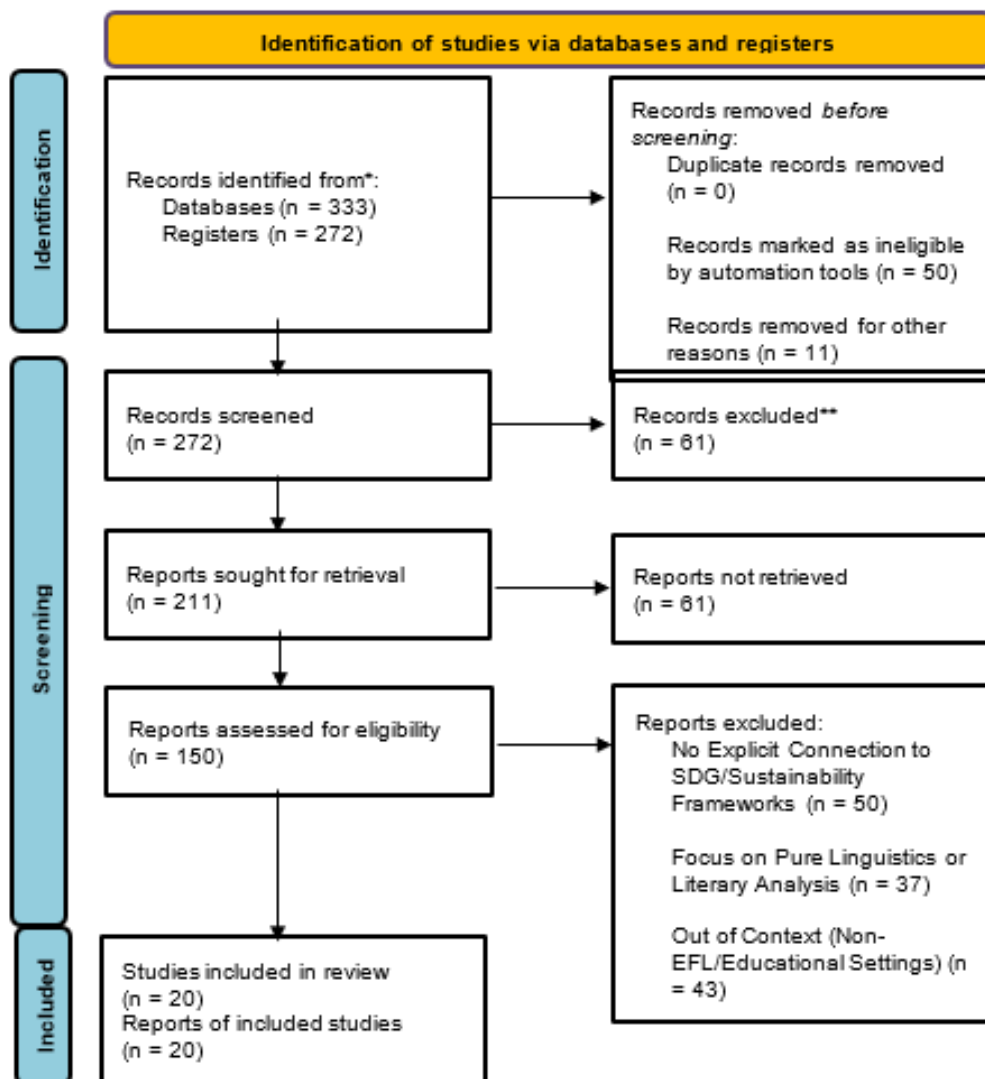 Identification of studies via databases and registers
Identification
Records identified from*:
Databases (n = 333)
Registers (n = 272)
Records removed before
screening:
Duplicate records removed
(n = 0)
Records marked as ineligible
by automation tools (n = 50)
Records removed for other
reasons (n = 11)
Screening
Records screened
(n = 272)
Records excluded**
(n = 61)
Reports sought for retrieval
(n = 211)
Reports not retrieved
(n = 61)
Reports assessed for eligibility
(n = 150)
Reports excluded:
No Explicit Connection to
SDG/Sustainability
Frameworks (n = 50)
Focus on Pure Linguistics or
Literary Analysis (n = 37)
Out of Context (Non-
EFL/Educational Settings) (n
= 43)
Included
Studies included in review
(n = 20)
Reports of included studies
(n = 20)